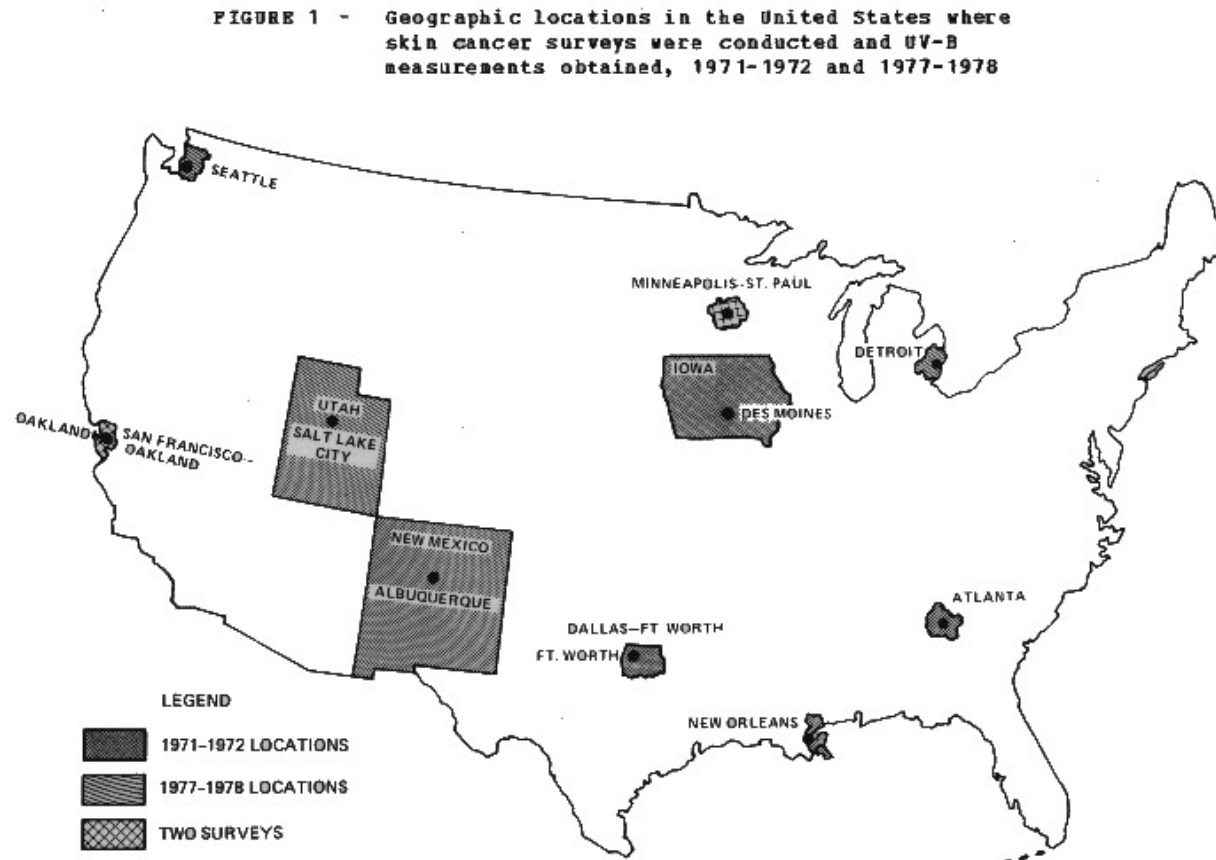 FIGURE 1 - Geographic locations in the United States where
skin cancer surveys were conducted and UV-B
measurements obtained, 1971-1972 and 1977-1978
SEATTLE
MINNEAPOLIS-ST. PAUL
DETROIT
IOWA
DES MOINES
UTAH
SALT LAKE
CITY
OAKLAND
SAN FRANCISCO-
OAKLAND
NEW MEXICO
ALBUQUERQUE
ATLANTA
DALLAS-FT WORTH
FT. WORTH
NEW ORLEANS
LEGEND
1971-1972 LOCATIONS
1977-1978 LOCATIONS
TWO SURVEYS